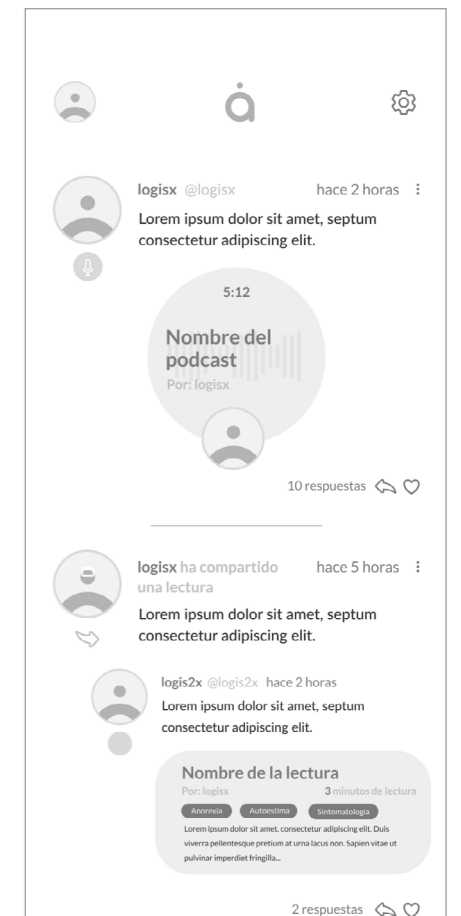 ȧ
logisx @logisx hace 2 horas
Lorem ipsum dolor sit amet, septum
consectetur adipiscing elit.
5:12
Nombre del
podcast
Por: logisx
10 respuestas
logisx ha compartido hace 5 horas
una lectura
Lorem ipsum dolor sit amet, septum
consectetur adipiscing elit.
logis2x @logis2x hace 2 horas
Lorem ipsum dolor sit amet, septum
consectetur adipiscing elit.
Nombre de la lectura
Por: logisx 3 minutos de lectura
Anorexia Autoestima Sintomatología
Lorem ipsum dolor sit amet, consectetur adipiscing elit. Duis
viverra pellentesque pretium at urna lacus non. Sapien vitae ut
pulvinar imperdiet fringilla...
2 respuestas